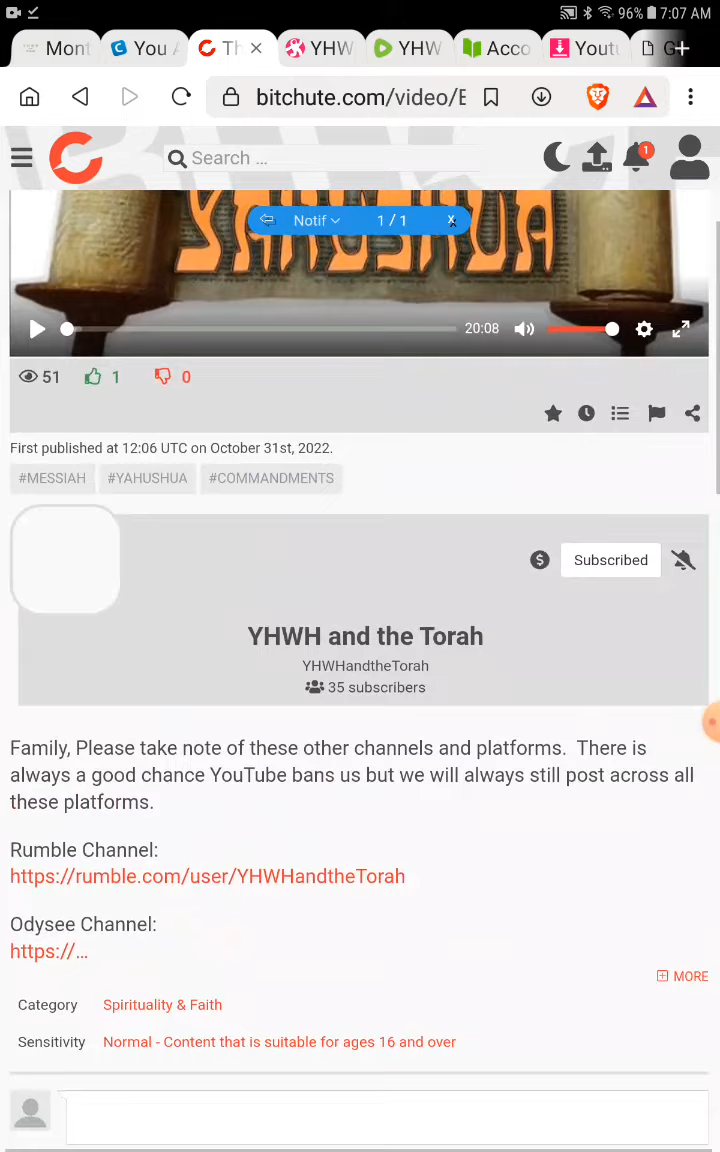 96% 7:07 AM
Mont
You
Th
YHW
YHW
Acco
Yout
G
bitchute.com/video/E
Search ...
1
YAHUSHUA
Notif 1 / 1 x
20:08
51 1 0
First published at 12:06 UTC on October 31st, 2022.
#MESSIAH #YAHUSHUA #COMMANDMENTS
Subscribed
YHWH and the Torah
YHWHandtheTorah
35 subscribers
Family, Please take note of these other channels and platforms. There is
always a good chance YouTube bans us but we will always still post across all
these platforms.
Rumble Channel:
https://rumble.com/user/YHWHandtheTorah
Odysee Channel:
https://...
MORE
Category Spirituality & Faith
Sensitivity Normal - Content that is suitable for ages 16 and over